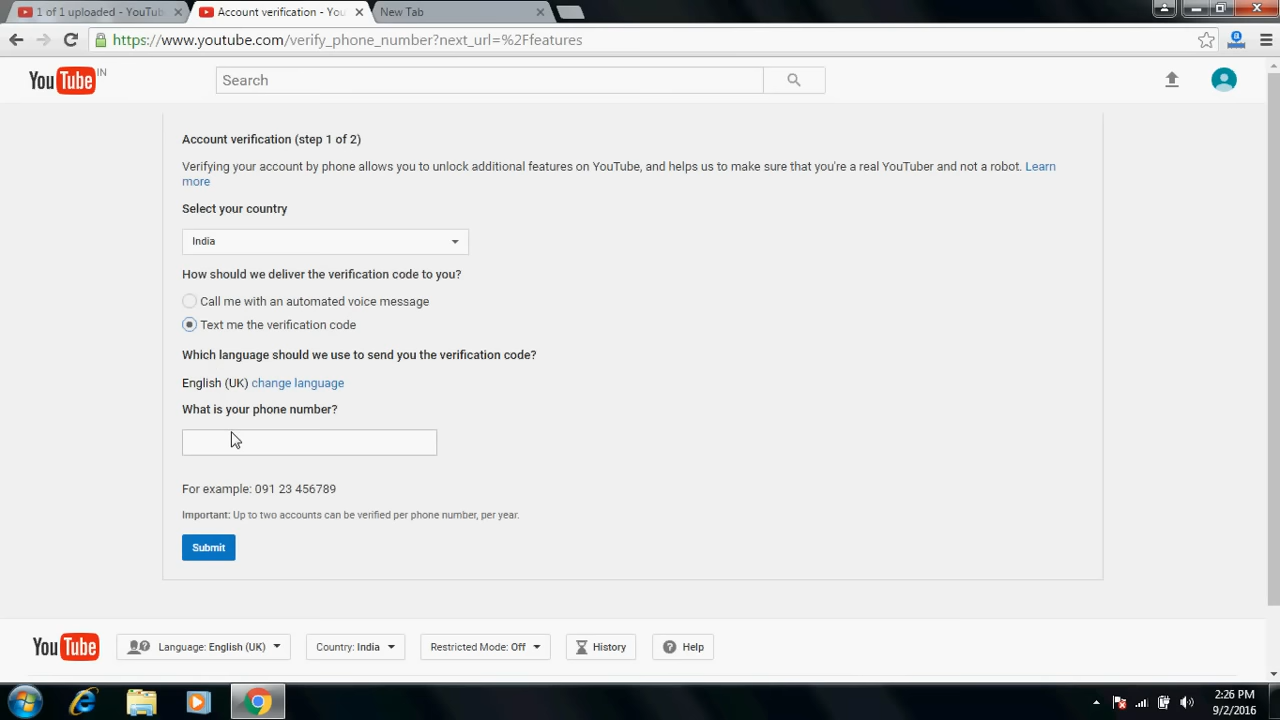 1 of 1 uploaded - YouTub
Account verification - You
New Tab
https://www.youtube.com/verify_phone_number?next_url=%2Ffeatures
YouTube IN
Search
Account verification (step 1 of 2)
Verifying your account by phone allows you to unlock additional features on YouTube, and helps us to make sure that you're a real YouTuber and not a robot. Learn
more
Select your country
India
How should we deliver the verification code to you?
Call me with an automated voice message
Text me the verification code
Which language should we use to send you the verification code?
English (UK) change language
What is your phone number?
For example: 091 23 456789
Important: Up to two accounts can be verified per phone number, per year.
Submit
YouTube
Language: English (UK)
Country: India
Restricted Mode: Off
History
Help
2:26 PM
9/2/2016